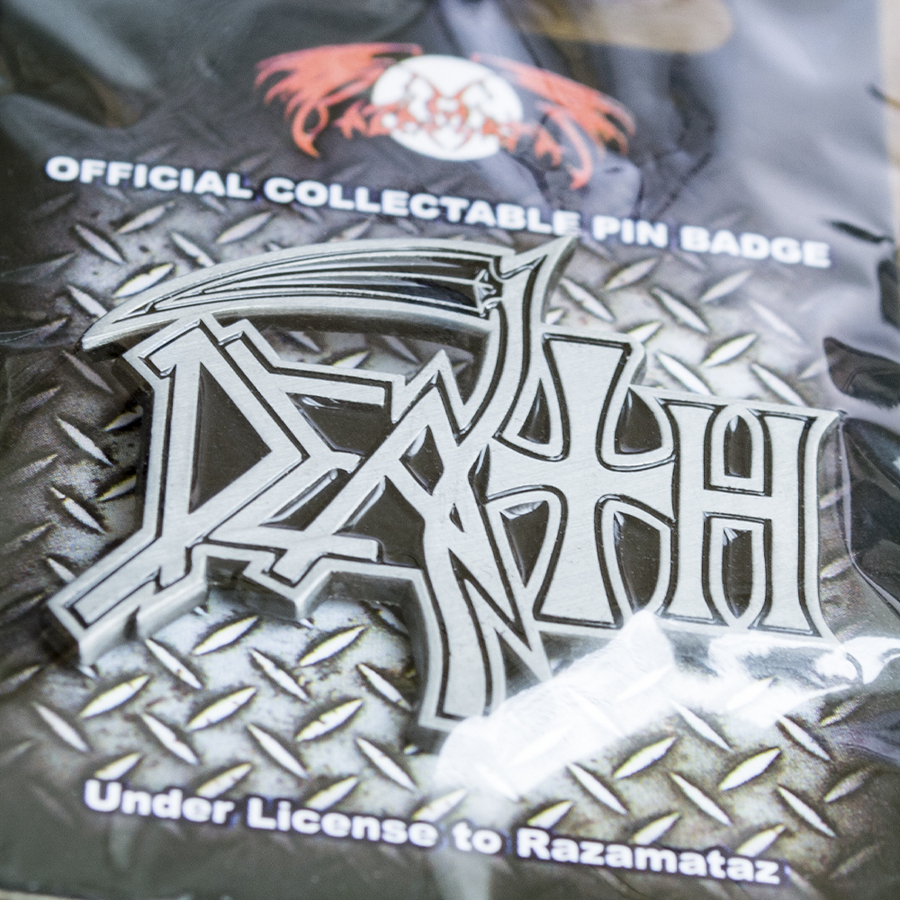 OFFICIAL COLLECTABLE PIN BADGE
DEATH
Under License to Razamataz